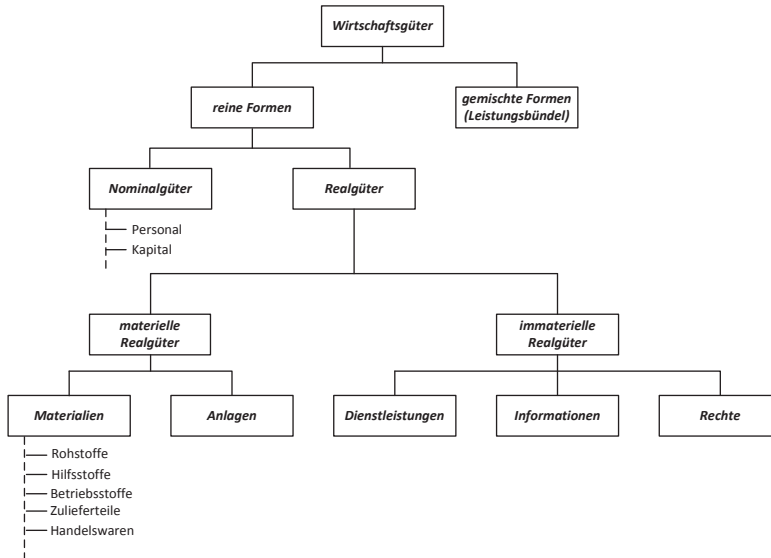 Wirtschaftsgüter
reine Formen
gemischte Formen
(Leistungsbündel)
Nominalgüter
Realgüter
Personal
Kapital
materielle
Realgüter
immaterielle
Realgüter
Materialien
Anlagen
Dienstleistungen
Informationen
Rechte
Rohstoffe
Hilfsstoffe
Betriebsstoffe
Zulieferteile
Handelswaren